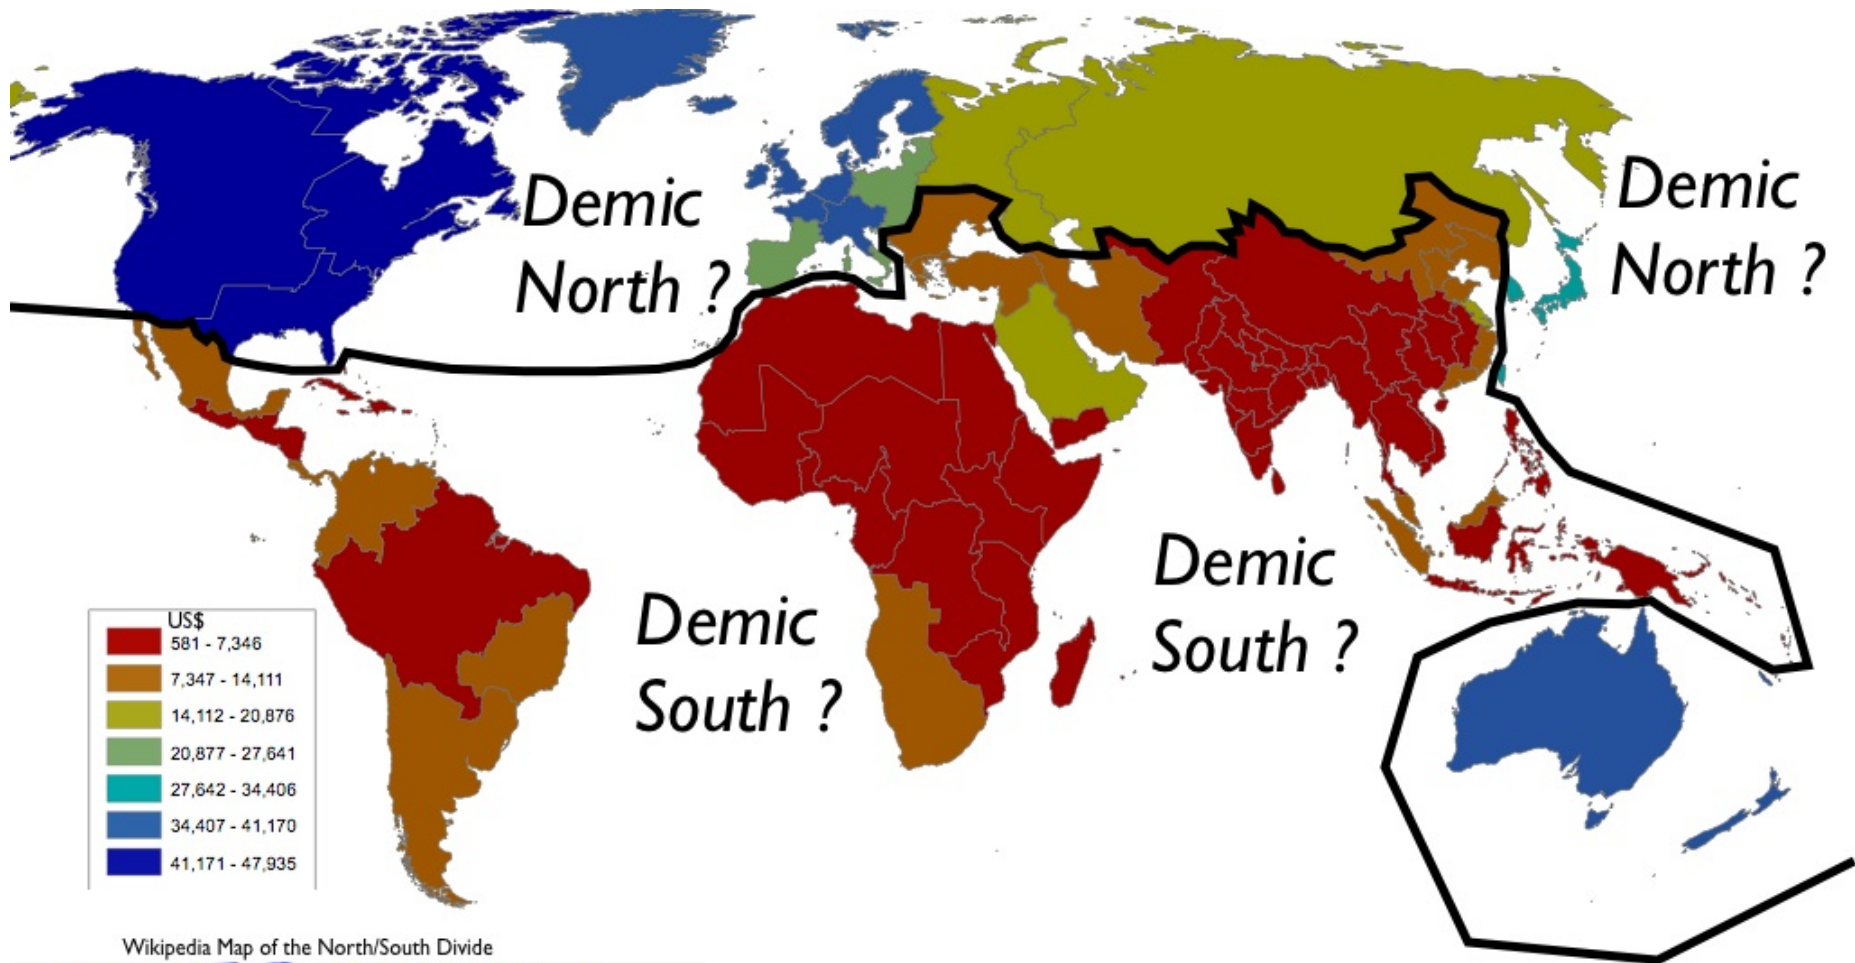 Demic
North ?
Demic
North ?
Demic
South ?
Demic
South ?
US$
581 - 7,346
7,347 - 14,111
14,112 - 20,876
20,877 - 27,641
27,642 - 34,406
34,407 - 41,170
41,171 - 47,935
Wikipedia Map of the North/South Divide